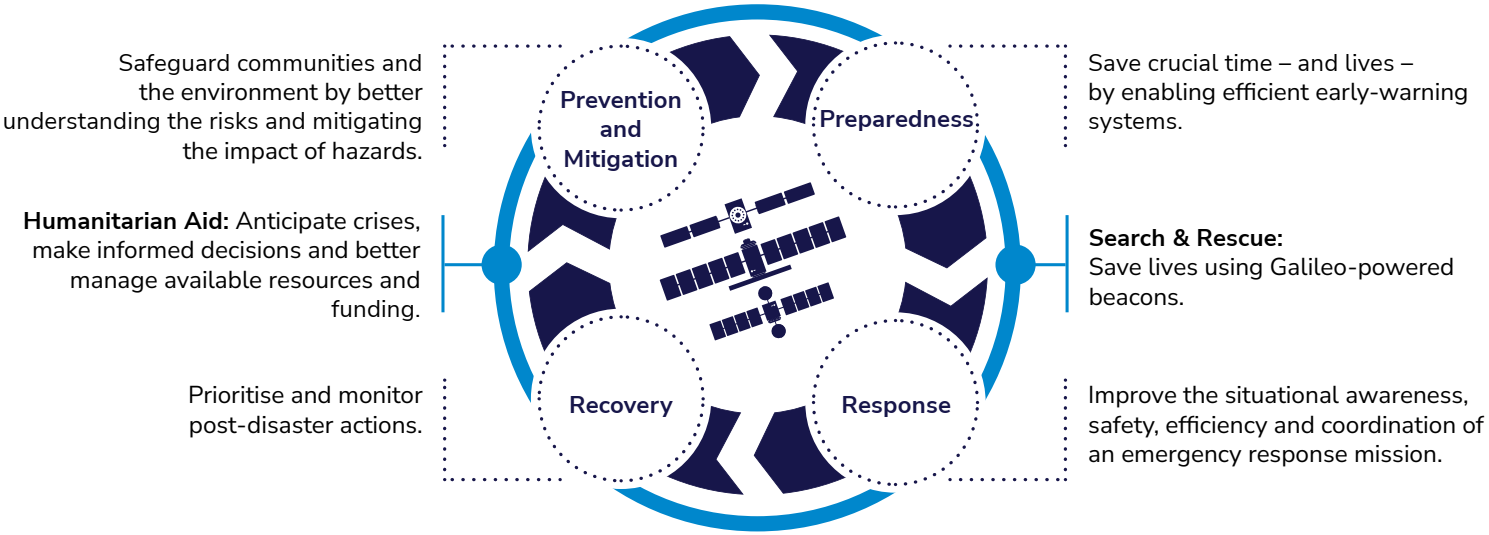 Safeguard communities and
the environment by better
understanding the risks and mitigating
the impact of hazards.
Prevention
and
Mitigation
Preparedness
Save crucial time – and lives –
by enabling efficient early-warning
systems.
Humanitarian Aid: Anticipate crises,
make informed decisions and better
manage available resources and
funding.
Search & Rescue:
Save lives using Galileo-powered
beacons.
Prioritise and monitor
post-disaster actions.
Recovery
Response
Improve the situational awareness,
safety, efficiency and coordination of
an emergency response mission.